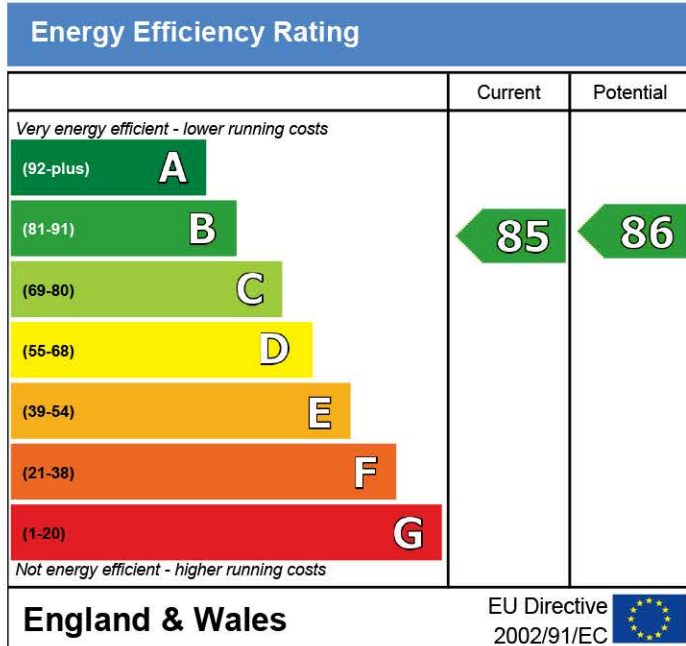 Energy Efficiency Rating
Current Potential
Very energy efficient - lower running costs
(92-plus) A
(81-91) B 85 86
(69-80) C
(55-68) D
(39-54) E
(21-38) F
(1-20) G
Not energy efficient - higher running costs
England & Wales
EU Directive
2002/91/EC